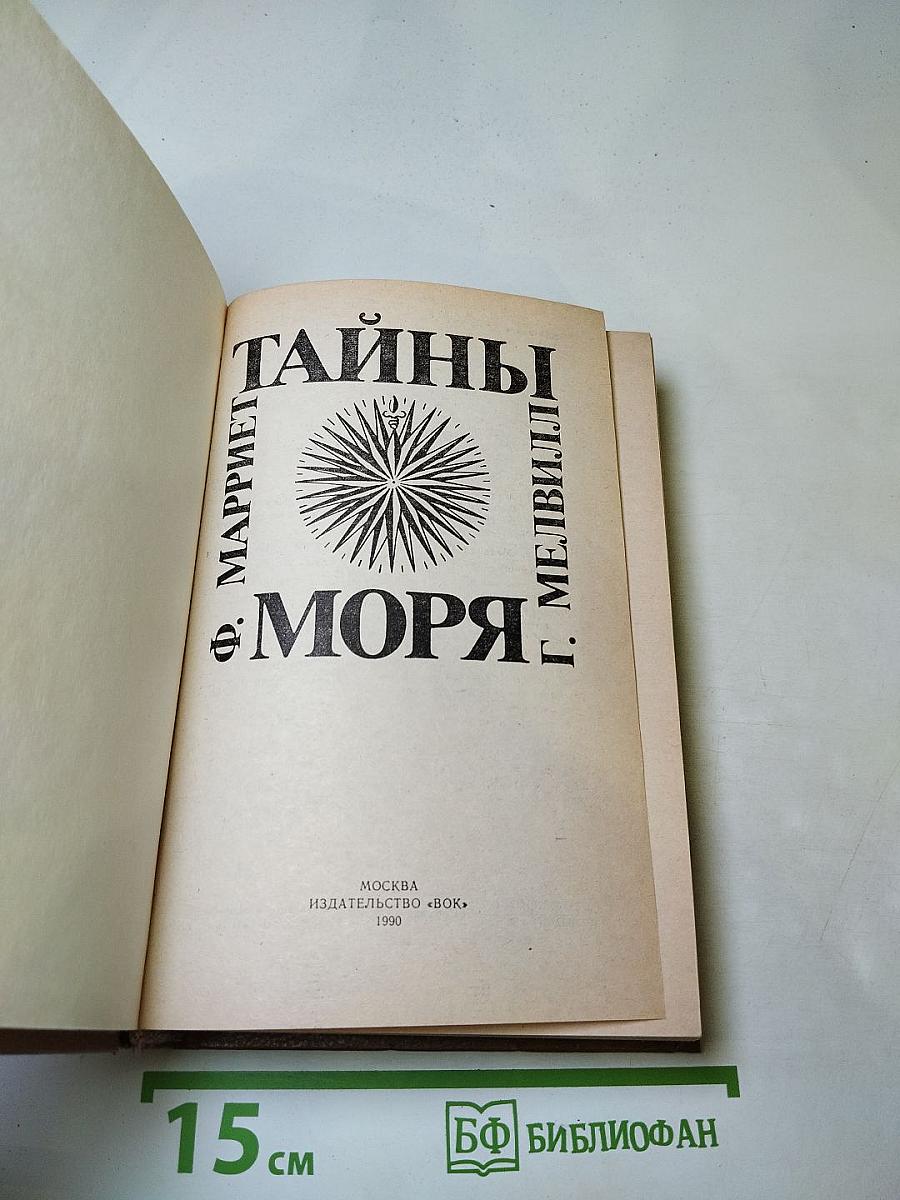 ТАЙНЫ
Ф. МАРРИЕТ
Г. МЕЛВИЛЛ
МОРЯ
МОСКВА
ИЗДАТЕЛЬСТВО «ВОК»
1990
15 см
БФ БИБЛИОФАН